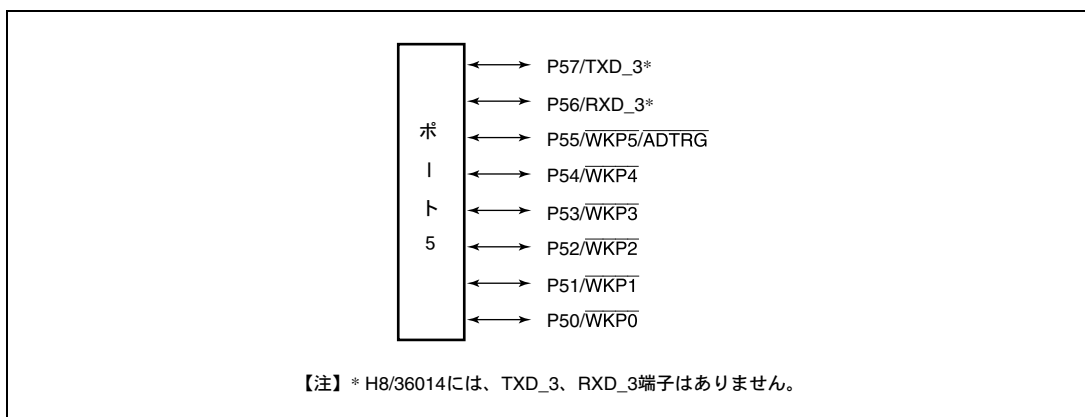 ポート5
P57/TXD_3*
P56/RXD_3*
P55/WKP5/ADTRG
P54/WKP4
P53/WKP3
P52/WKP2
P51/WKP1
P50/WKP0
【注】* H8/36014には、TXD_3、RXD_3端子はありません。